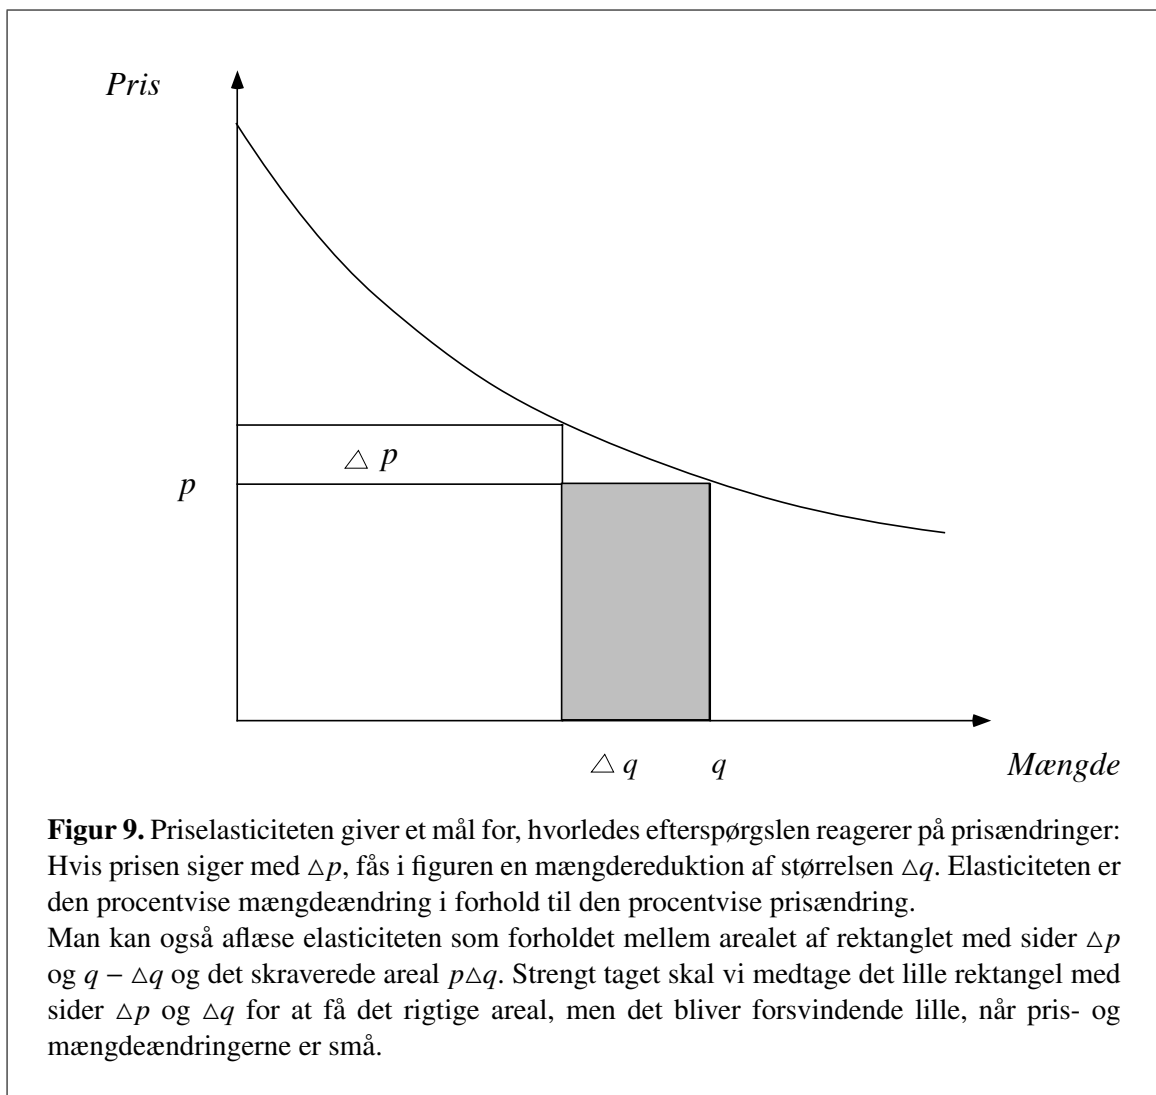 Pris
△ p
p
△ q
q
Mængde
Figur 9. Priselasticiteten giver et mål for, hvorledes efterspørgslen reagerer på prisændringer:
Hvis prisen siger med △p, fås i figuren en mængdereduktion af størrelsen △q. Elasticiteten er
den procentvise mængdeændring i forhold til den procentvise prisændring.
Man kan også aflæse elasticiteten som forholdet mellem arealet af rektanglet med sider △p
og q − △q og det skraverede areal p△q. Strengt taget skal vi medtage det lille rektangel med
sider △p og △q for at få det rigtige areal, men det bliver forsvindende lille, når pris- og
mængdeændringerne er små.